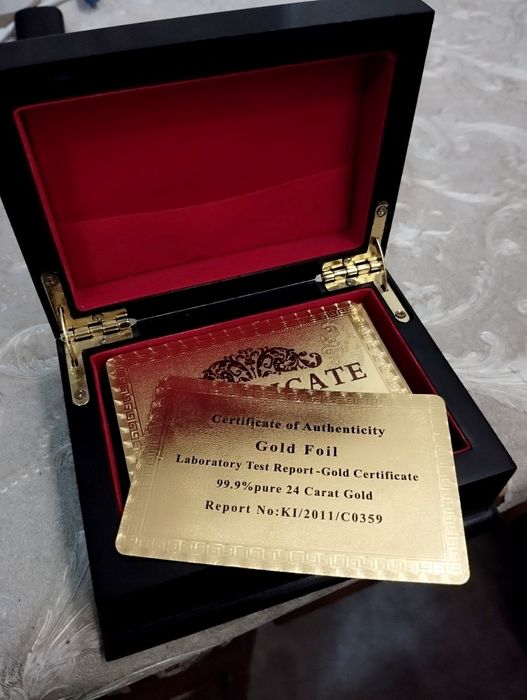 Certificate of Authenticity
Gold Foil
Laboratory Test Report-Gold Certificate
99.9%pure 24 Carat Gold
Report No:KI/2011/C0359